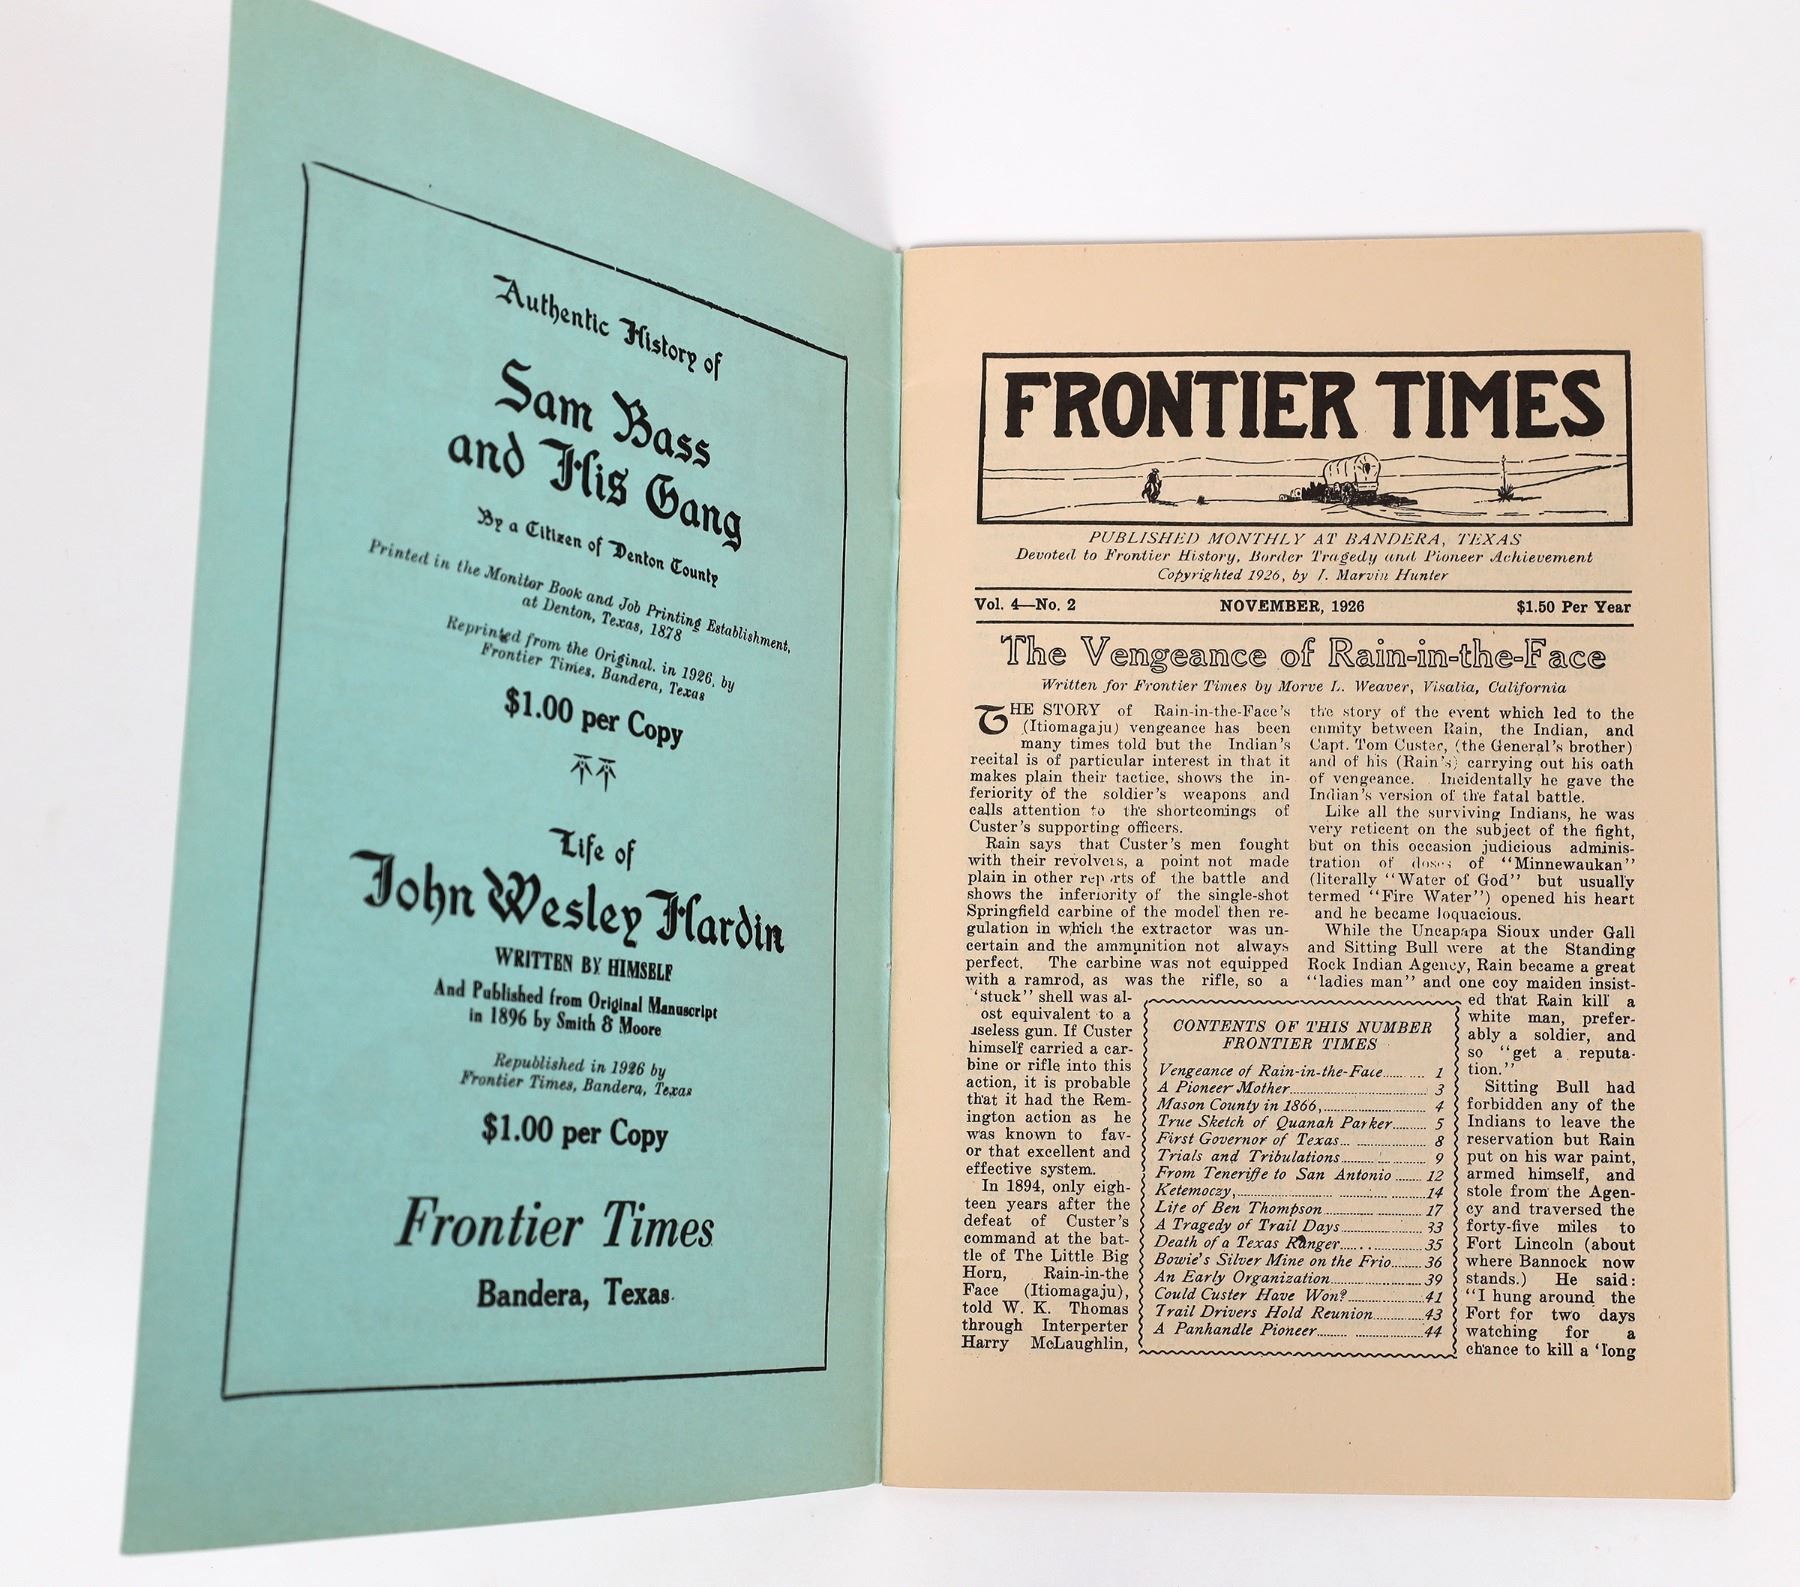 Authentic History of
Sam Bass
and His Gang
By a Citizen of Denton County
Printed in the Monitor Book and Job Printing Establishment,
at Denton, Texas, 1878
Reprinted from the Original, in 1926, by
Frontier Times, Bandera, Texas
$1.00 per Copy
Life of
John Wesley Hardin
WRITTEN BY HIMSELF
And Published from Original Manuscript
in 1896 by Smith & Moore
Republished in 1926 by
Frontier Times, Bandera, Texas
$1.00 per Copy
Frontier Times
Bandera, Texas.
FRONTIER TIMES
PUBLISHED MONTHLY AT BANDERA, TEXAS
Devoted to Frontier History, Border Tragedy and Pioneer Achievement
Copyrighted 1926, by J. Marvin Hunter
Vol. 4—No. 2 NOVEMBER, 1926 $1.50 Per Year
The Vengeance of Rain-in-the-Face
Written for Frontier Times by Morve L. Weaver, Visalia, California
THE STORY of Rain-in-the-Face's
(Itiomagaju) vengeance has been
many times told but the Indian's
recital is of particular interest in that it
makes plain their tactice, shows the in-
feriority of the soldier's weapons and
calls attention to the shortcomings of
Custer's supporting officers.
Rain says that Custer's men fought
with their revolvers, a point not made
plain in other rep rts of the battle and
shows the inferiority of the single-shot
Springfield carbine of the model then re-
gulation in which the extractor was un-
certain and the ammunition not always
perfect. The carbine was not equipped
with a ramrod, as was the rifle, so a
'stuck" shell was al-
ost equivalent to a
useless gun. If Custer
himself carried a car-
bine or rifle into this
action, it is probable
that it had the Rem-
ington action as he
was known to fav-
or that excellent and
effective system.
In 1894, only eigh-
teen years after the
defeat of Custer's
command at the bat-
tle of The Little Big
Horn, Rain-in-the
Face (Itiomagaju),
told W. K. Thomas
through Interperter
Harry McLaughlin,
the story of the event which led to the
enmity between Rain, the Indian, and
Capt. Tom Custer, (the General's brother)
and of his (Rain's) carrying out his oath
of vengeance. Incidentally he gave the
Indian's version of the fatal battle.
Like all the surviving Indians, he was
very reticent on the subject of the fight,
but on this occasion judicious adminis-
tration of doses of "Minnewaukan"
(literally "Water of God" but usually
termed "Fire Water") opened his heart
and he became loquacious.
While the Uncapapa Sioux under Gall
and Sitting Bull were at the Standing
Rock Indian Agency, Rain became a great
"ladies man" and one coy maiden insist-
ed that Rain kill a
white man, prefer-
ably a soldier, and
so "get a reputa-
tion."
Sitting Bull had
forbidden any of the
Indians to leave the
reservation but Rain
put on his war paint,
armed himself, and
stole from the Agen-
cy and traversed the
forty-five miles to
Fort Lincoln (about
where Bannock now
stands.) He said:
"I hung around the
Fort for two days
watching for a
chance to kill a 'long
CONTENTS OF THIS NUMBER
FRONTIER TIMES
Vengeance of Rain-in-the-Face 1
A Pioneer Mother 3
Mason County in 1866, 4
True Sketch of Quanah Parker 5
First Governor of Texas 8
Trials and Tribulations 9
From Teneriffe to San Antonio 12
Ketemoczy, 14
Life of Ben Thompson 17
A Tragedy of Trail Days 33
Death of a Texas Ranger 35
Bowie's Silver Mine on the Frio 36
An Early Organization 39
Could Custer Have Won? 41
Trail Drivers Hold Reunion 43
A Panhandle Pioneer 44